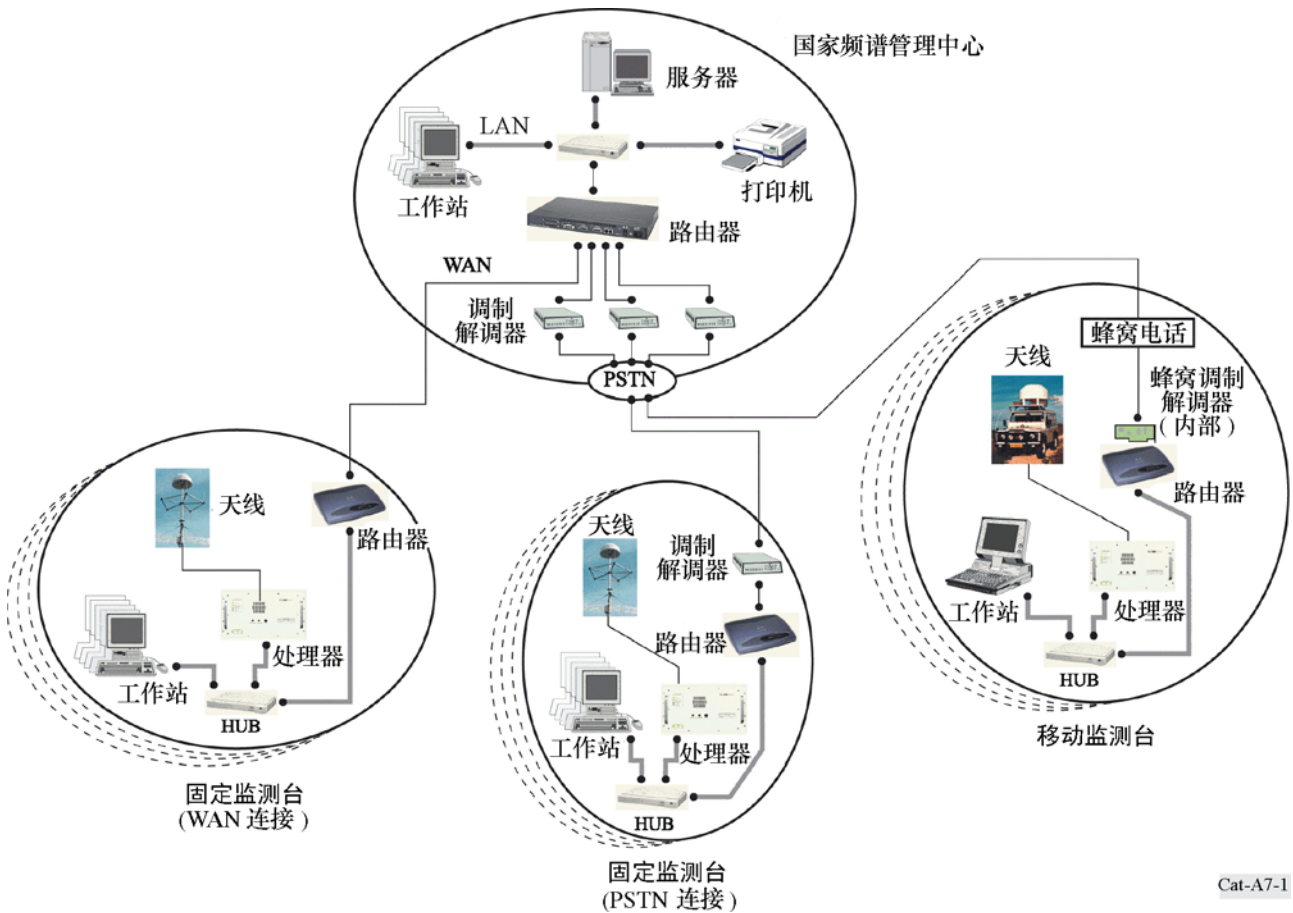 国家频谱管理中心
服务器
LAN
工作站
打印机
路由器
WAN
调制
解调器
PSTN
蜂窝电话
天线
蜂窝调制
解调器
(内部)
路由器
工作站
处理器
HUB
移动监测台
天线
路由器
处理器
工作站
HUB
固定监测台
(WAN 连接)
天线
调制
解调器
路由器
工作站
处理器
HUB
固定监测台
(PSTN 连接)
Cat-A7-1